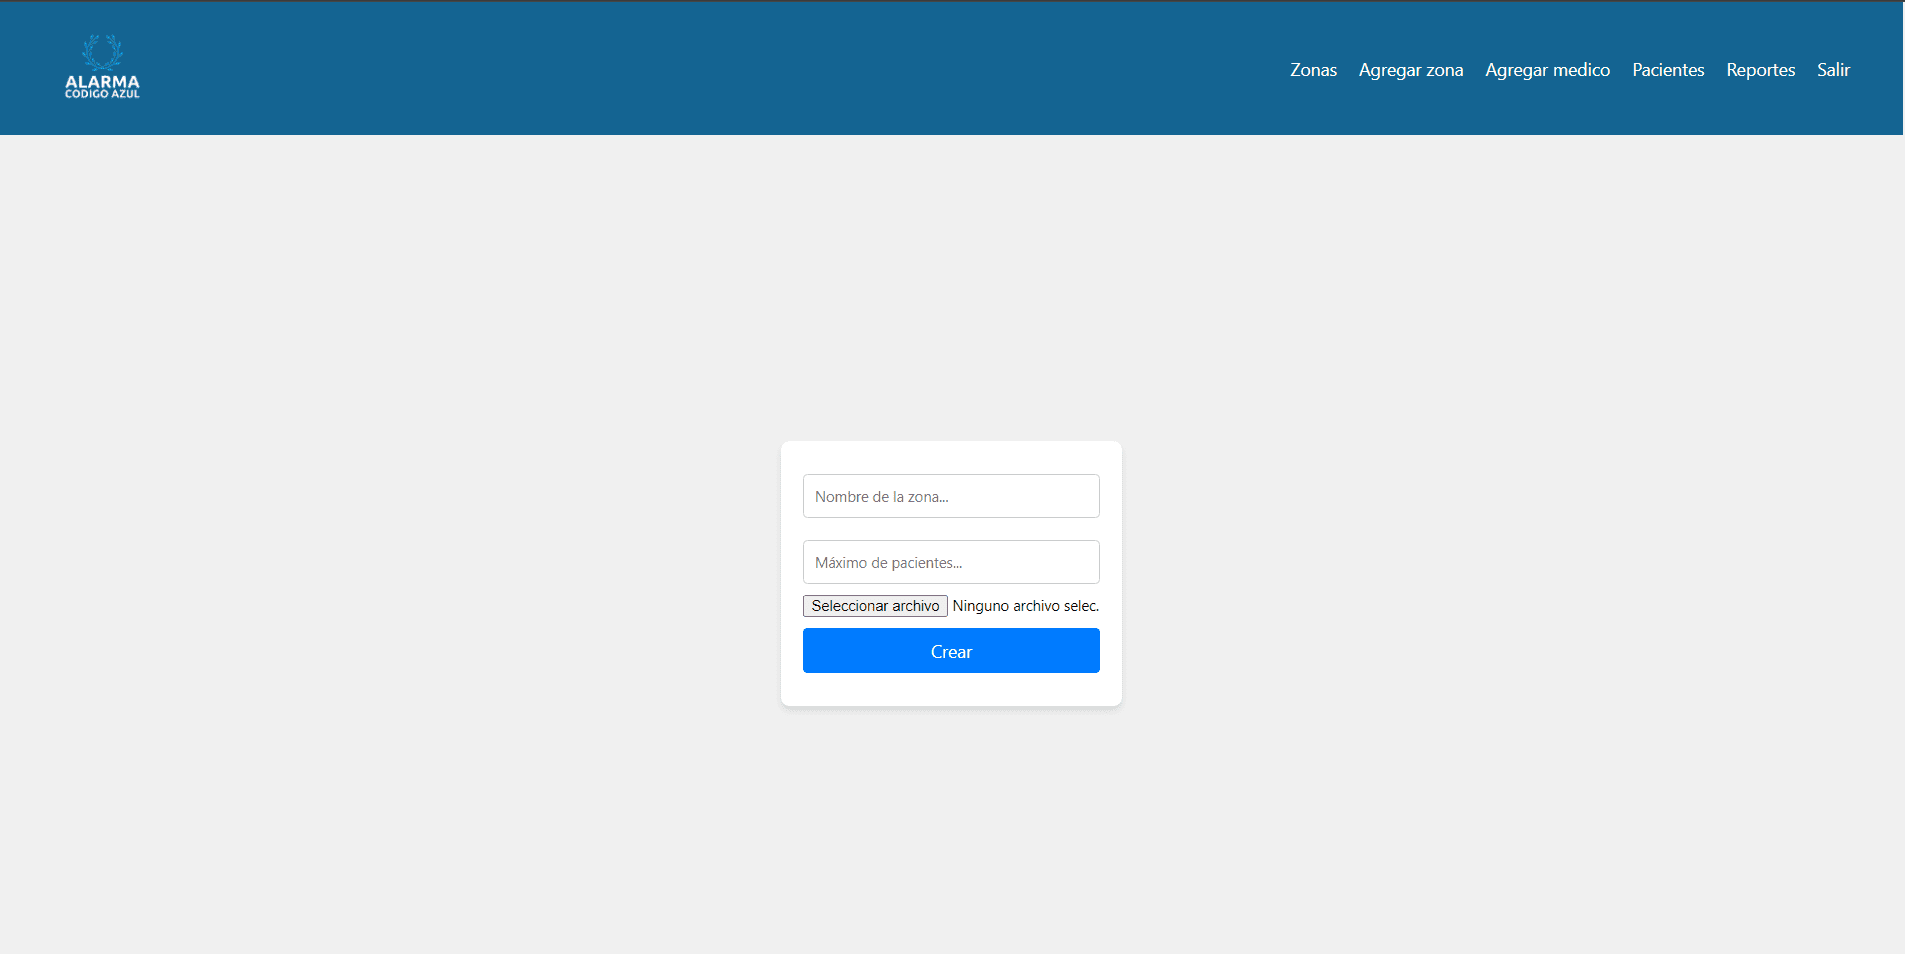 ALARMA
CODIGO AZUL
Zonas Agregar zona Agregar medico Pacientes Reportes Salir
Nombre de la zona...
Máximo de pacientes...
Seleccionar archivo Ninguno archivo selec.
Crear